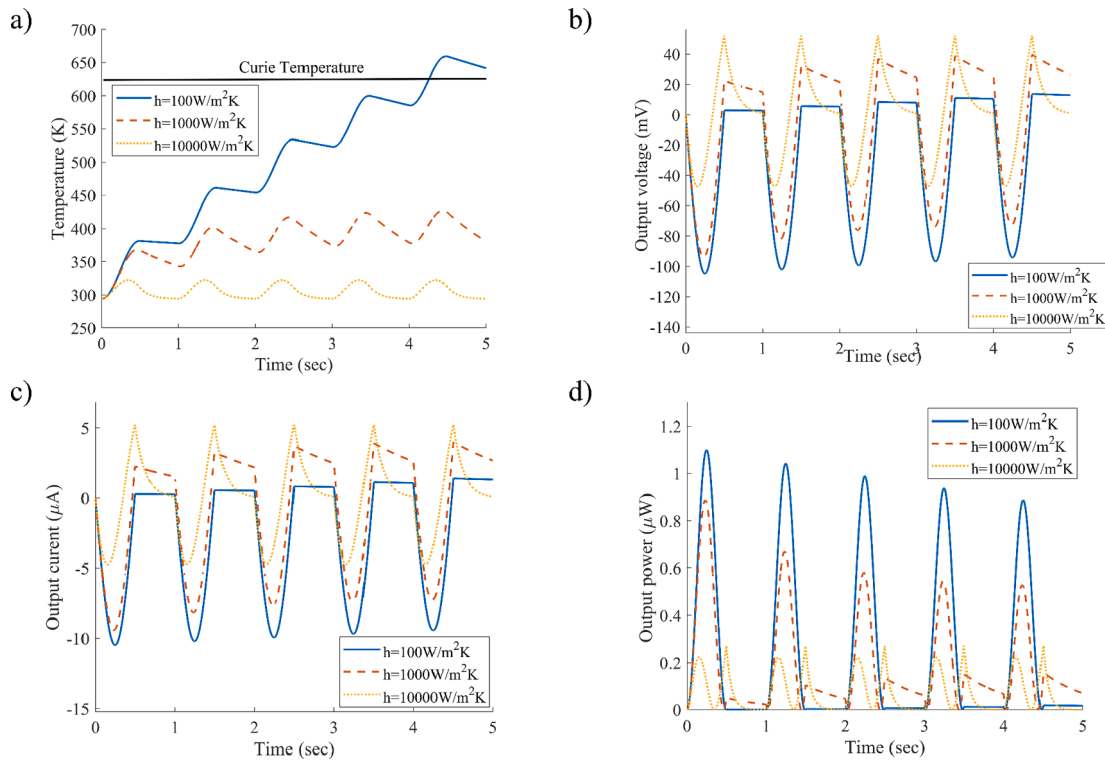 a)
700
650
600
550
500
450
400
350
300
250
Temperature (K)
Curie Temperature
h=100W/m²K
h=1000W/m²K
h=10000W/m²K
0 1 2 3 4 5
Time (sec)
b)
40
20
0
-20
-40
-60
-80
-100
-120
-140
Output voltage (mV)
h=100W/m²K
h=1000W/m²K
h=10000W/m²K
0 1 2 3 4 5
Time (sec)
c)
5
0
-5
-10
-15
Output curent (μA)
h=100W/m²K
h=1000W/m²K
h=10000W/m²K
0 1 2 3 4 5
Time (sec)
d)
1.2
1
0.8
0.6
0.4
0.2
0
Output power (μW)
h=100W/m²K
h=1000W/m²K
h=10000W/m²K
0 1 2 3 4 5
Time (sec)